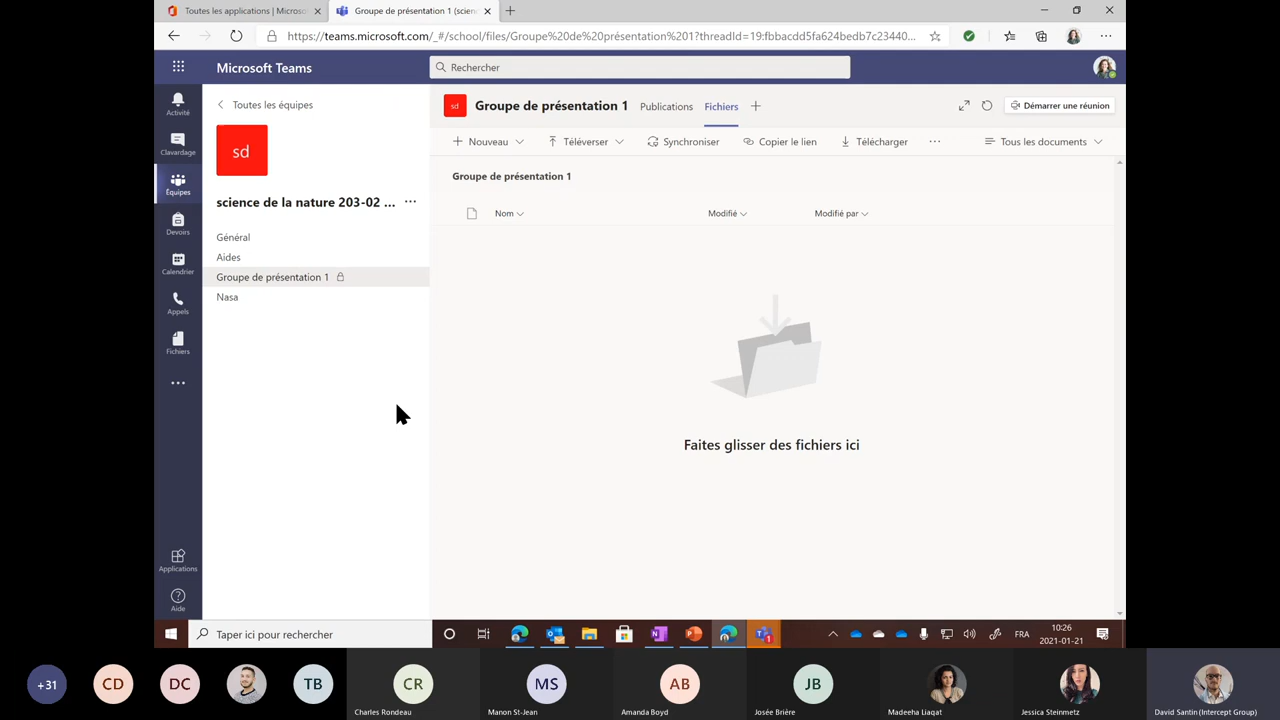 Toutes les applications | Microso
Groupe de présentation 1 (scien
https://teams.microsoft.com/_#/school/files/Groupe%20de%20présentation%201?threadId=19:fbbacdd5fa624bedb7c23440...
Microsoft Teams
Rechercher
Activité
Clavardage
Équipes
Devoirs
Calendrier
Appels
Fichiers
Applications
Aide
Toutes les équipes
sd
science de la nature 203-02 ...
Général
Aides
Groupe de présentation 1
Nasa
sd
Groupe de présentation 1
Publications
Fichiers
Démarrer une réunion
Nouveau
Téléverser
Synchroniser
Copier le lien
Télécharger
Tous les documents
Groupe de présentation 1
Nom
Modifié
Modifié par
Faites glisser des fichiers ici
Taper ici pour rechercher
FRA
10:26
2021-01-21
+31
CD
DC
TB
CR
Charles Rondeau
MS
Manon St-Jean
AB
Amanda Boyd
JB
Josée Brière
Madeeha Liaqat
Jessica Steinmetz
David Santin (Intercept Group)